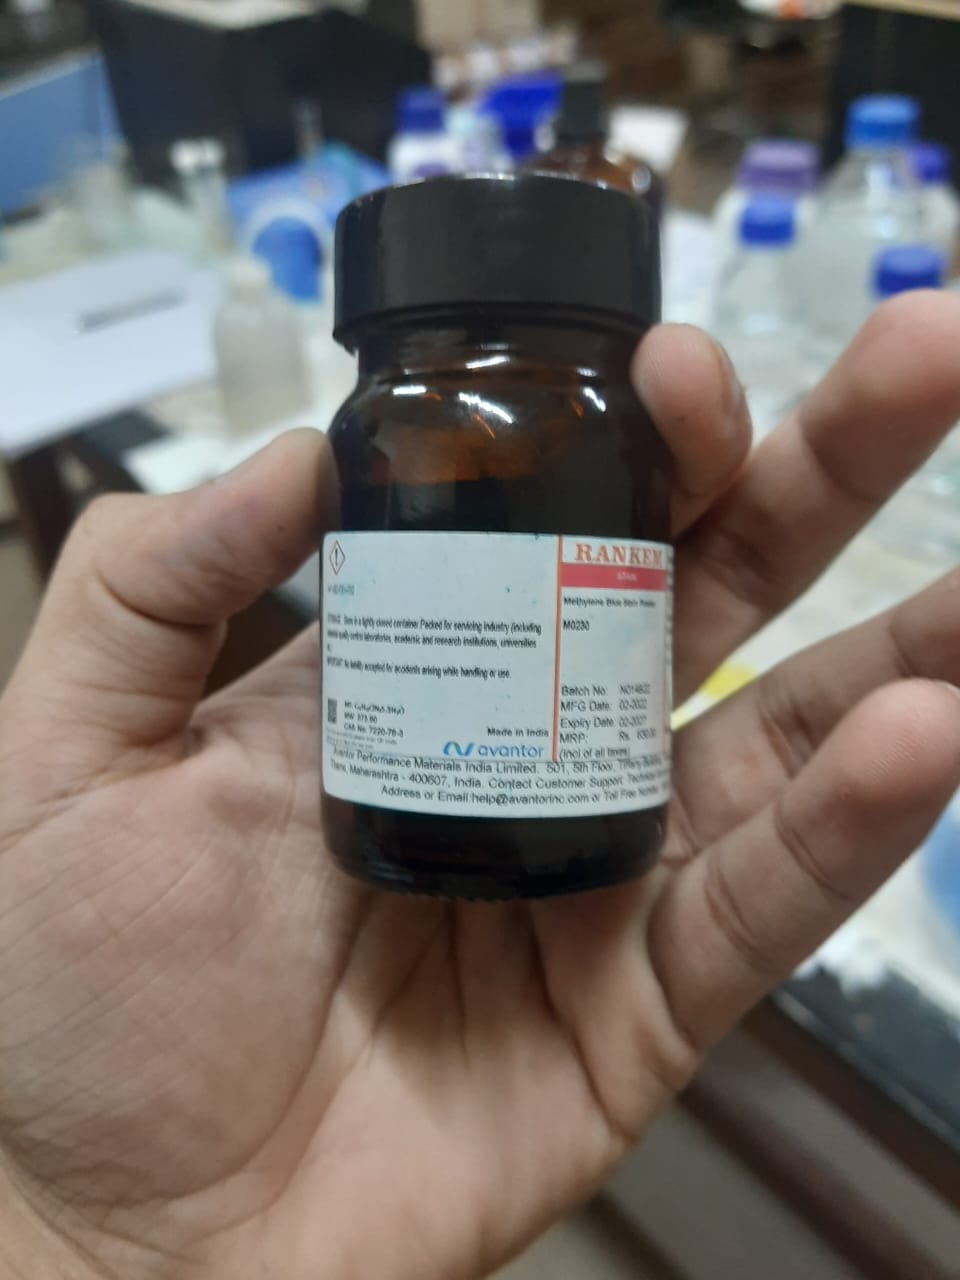 RANKEM
STAIN
Methylene Blue Stain Powder
M0230
Store in a tightly closed container. Packed for servicing industry (including
quality control laboratories, academic and research institutions, universities
No liability accepted for accidents arising while handling or use.
MW
CAS No. 7220-79-3
Made in India
avantor
Batch No:
MFG Date: 02-2022
Expiry Date: 02-2027
MRP: Rs.
(Incl of all taxes)
Avantor Performance Materials India Limited. 501, 5th Floor,
Thane, Maharashtra - 400607, India. Contact Customer Support, Technical
Address or Email:help@avantorinc.com or Toll Free Number